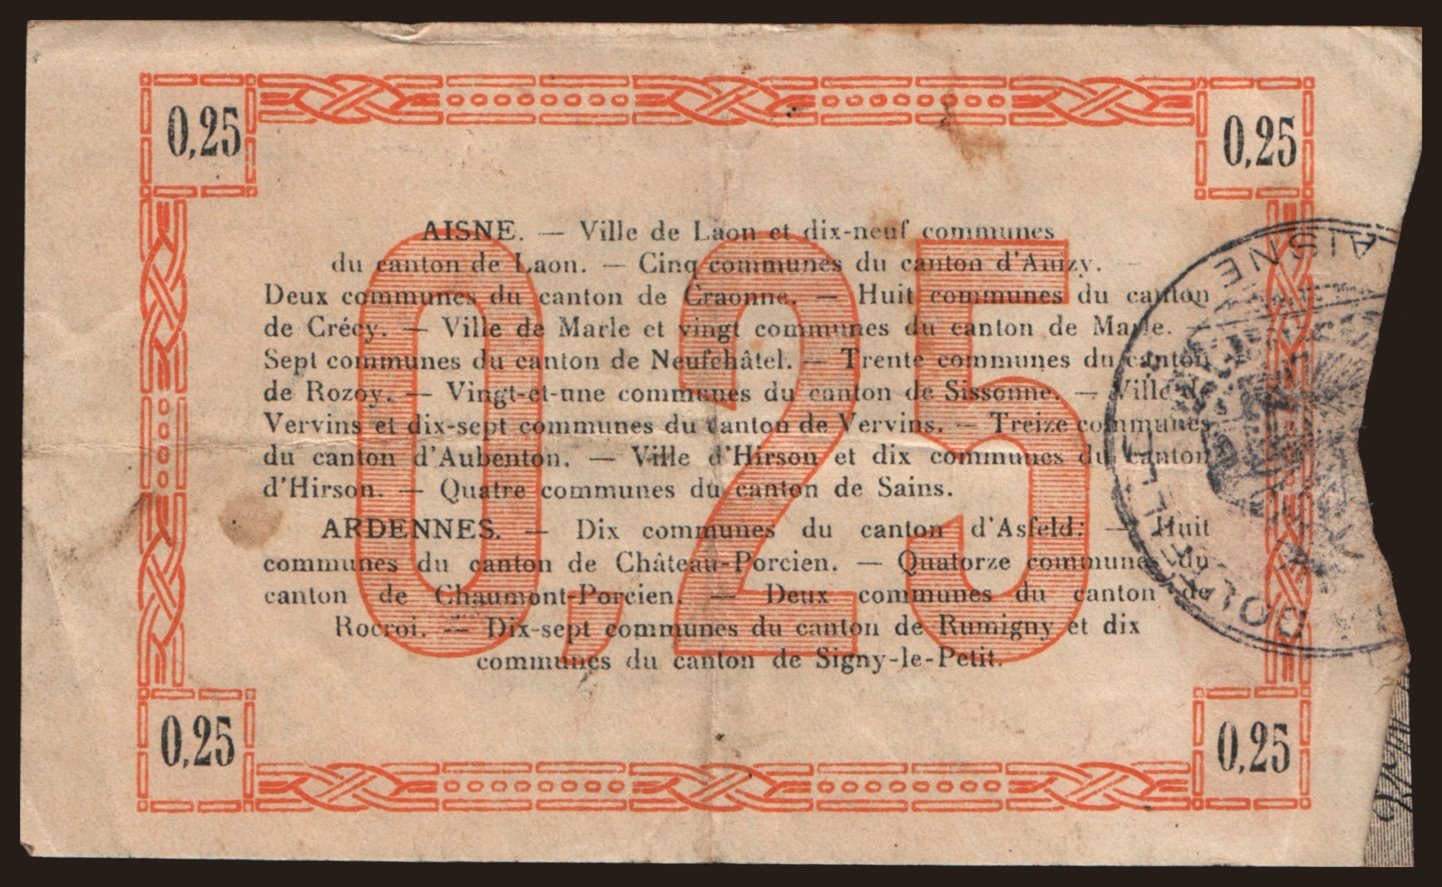 0,25
0,25
AISNE. — Ville de Laon et dix-neuf communes
du canton de Laon. — Cinq communes du canton d'Anizy. —
Deux communes du canton de Craonne. — Huit communes du canton
de Crécy. — Ville de Marle et vingt communes du canton de Marle. —
Sept communes du canton de Neufchâtel. — Trente communes du canton
de Rozoy. — Vingt-et-une communes du canton de Sissonne. — Ville de
Vervins et dix-sept communes du canton de Vervins. — Treize communes
du canton d'Aubenton. — Ville d'Hirson et dix communes du canton
d'Hirson. — Quatre communes du canton de Sains.
0,25
ARDENNES. — Dix communes du canton d'Asfeld. — Huit
communes du canton de Château-Porcien. — Quatorze communes du
canton de Chaumont-Porcien. — Deux communes du canton de
Rocroi. — Dix-sept communes du canton de Rumigny et dix
communes du canton de Signy-le-Petit.
AISNE
0,25
0,25